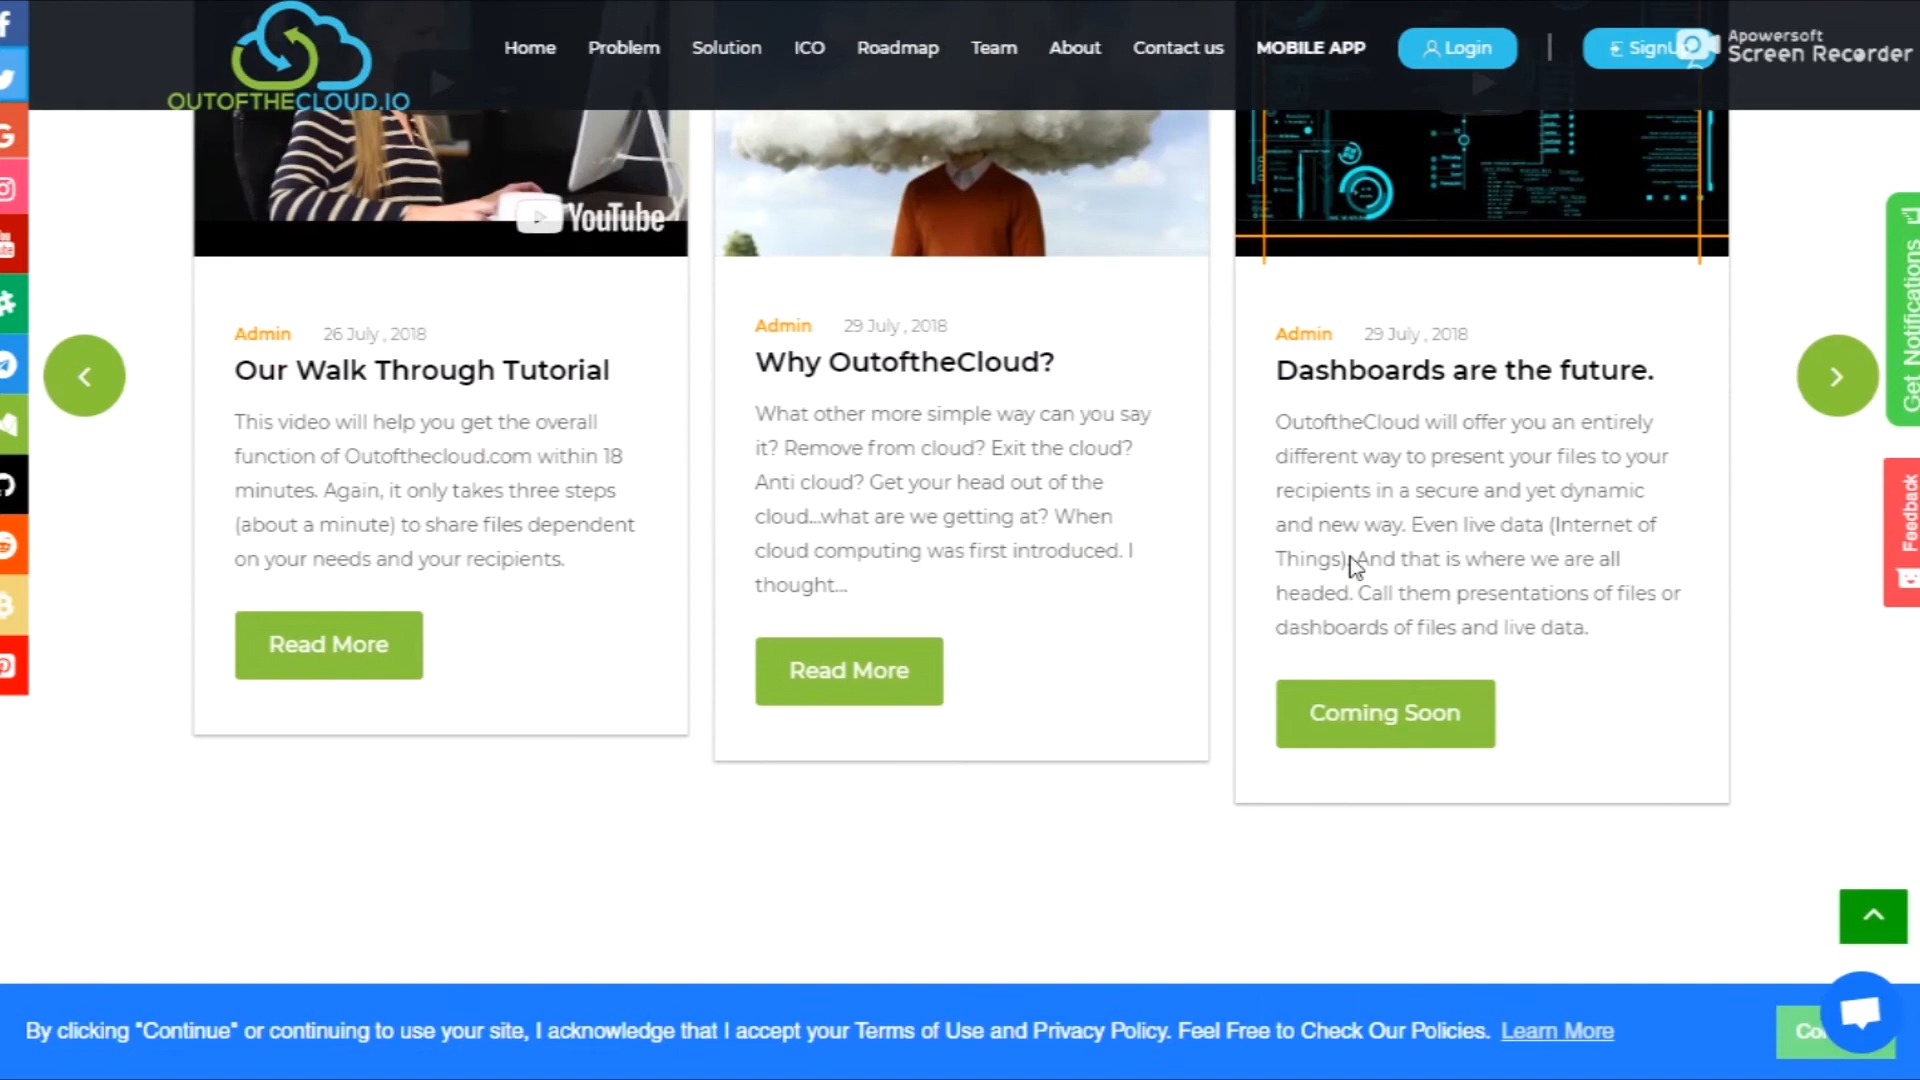 OUTOFTHECLOUD.IO
Home Problem Solution ICO Roadmap Team About Contact us MOBILE APP Login | SignU
Apowersoft
Screen Recorder
YouTube
Admin 26 July , 2018
Our Walk Through Tutorial
This video will help you get the overall
function of Outofthecloud.com within 18
minutes. Again, it only takes three steps
(about a minute) to share files dependent
on your needs and your recipients.
Read More
Admin 29 July , 2018
Why OutoftheCloud?
What other more simple way can you say
it? Remove from cloud? Exit the cloud?
Anti cloud? Get your head out of the
cloud...what are we getting at? When
cloud computing was first introduced. I
thought...
Read More
Admin 29 July , 2018
Dashboards are the future.
OutoftheCloud will offer you an entirely
different way to present your files to your
recipients in a secure and yet dynamic
and new way. Even live data (Internet of
Things). And that is where we are all
headed. Call them presentations of files or
dashboards of files and live data.
Coming Soon
Get Notifications
Feedback
By clicking "Continue" or continuing to use your site, I acknowledge that I accept your Terms of Use and Privacy Policy. Feel Free to Check Our Policies. Learn More